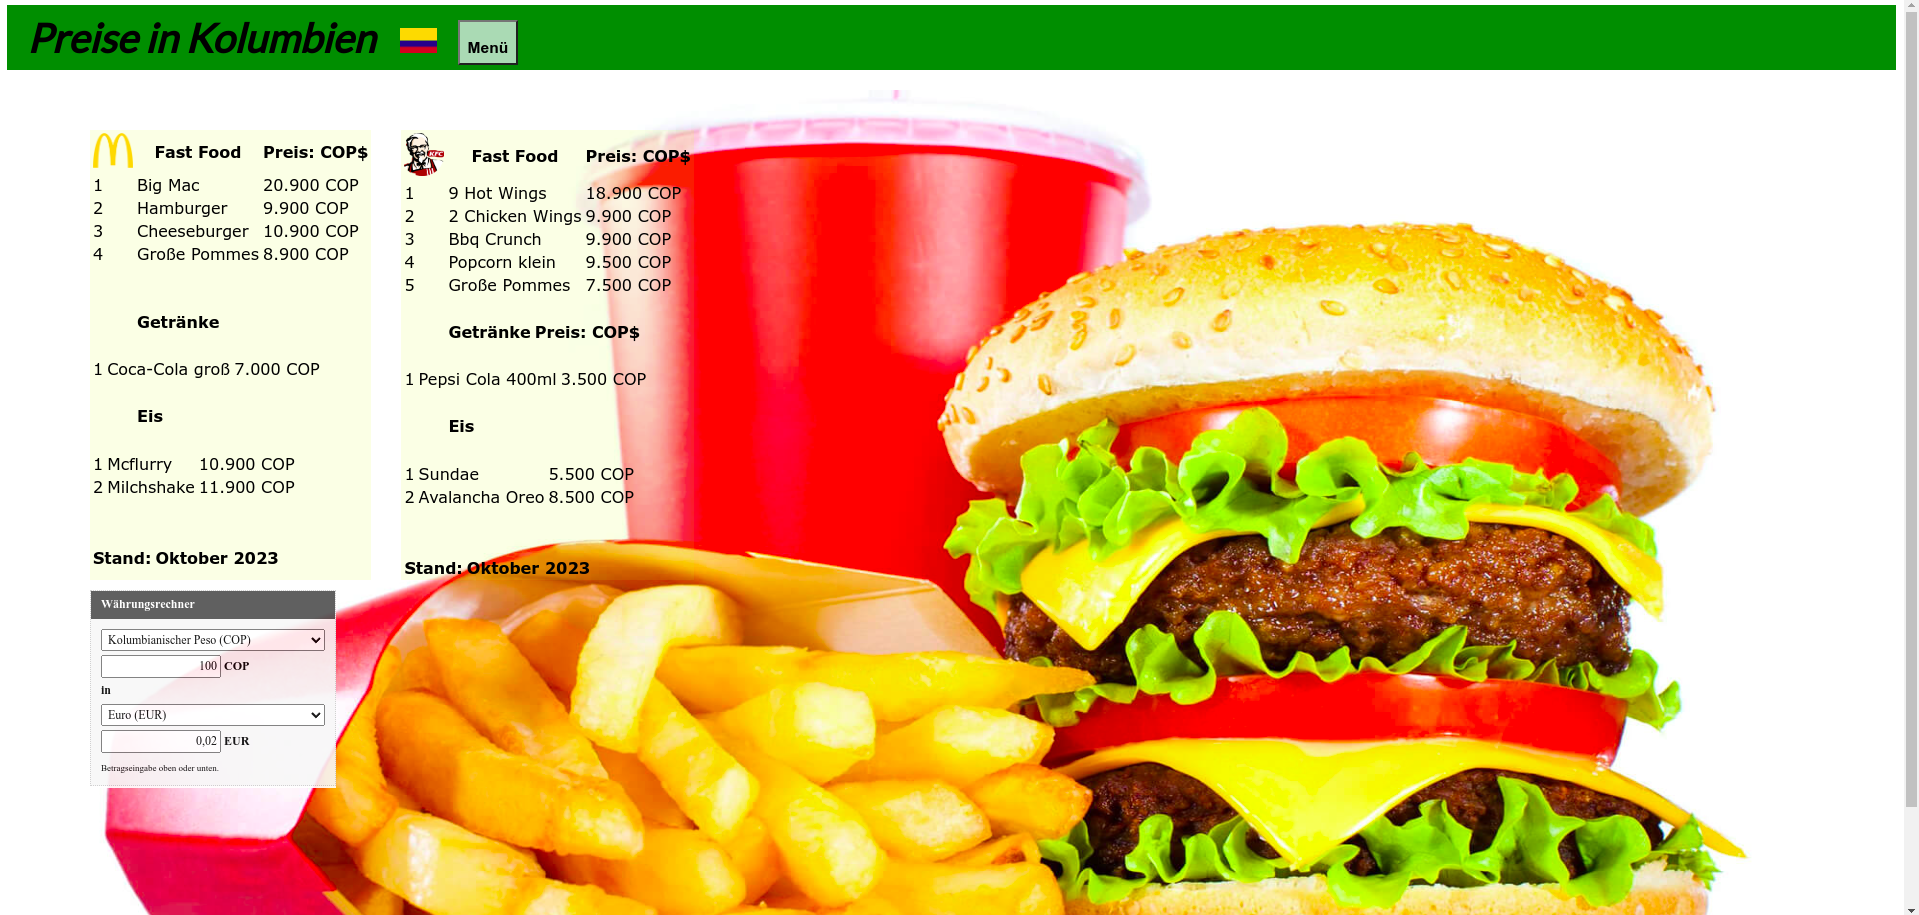 Preise in Kolumbien
Menü
Fast Food Preis: COP$
1 Big Mac 20.900 COP
2 Hamburger 9.900 COP
3 Cheeseburger 10.900 COP
4 Große Pommes 8.900 COP
Getränke
1 Coca-Cola groß 7.000 COP
Eis
1 Mcflurry 10.900 COP
2 Milchshake 11.900 COP
Stand: Oktober 2023
KFC
Fast Food Preis: COP$
1 9 Hot Wings 18.900 COP
2 2 Chicken Wings 9.900 COP
3 Bbq Crunch 9.900 COP
4 Popcorn klein 9.500 COP
5 Große Pommes 7.500 COP
Getränke Preis: COP$
1 Pepsi Cola 400ml 3.500 COP
Eis
1 Sundae 5.500 COP
2 Avalancha Oreo 8.500 COP
Stand: Oktober 2023
Währungsrechner
Kolumbianischer Peso (COP)
100 COP
in
Euro (EUR)
0,02 EUR
Betragseingabe oben oder unten.